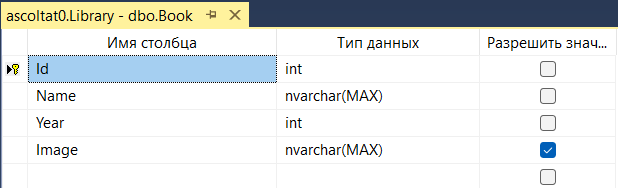 ascoltat0.Library - dbo.Book
Имя столбца Тип данных Разрешить знач...
Id int
Name nvarchar(MAX)
Year int
Image nvarchar(MAX)